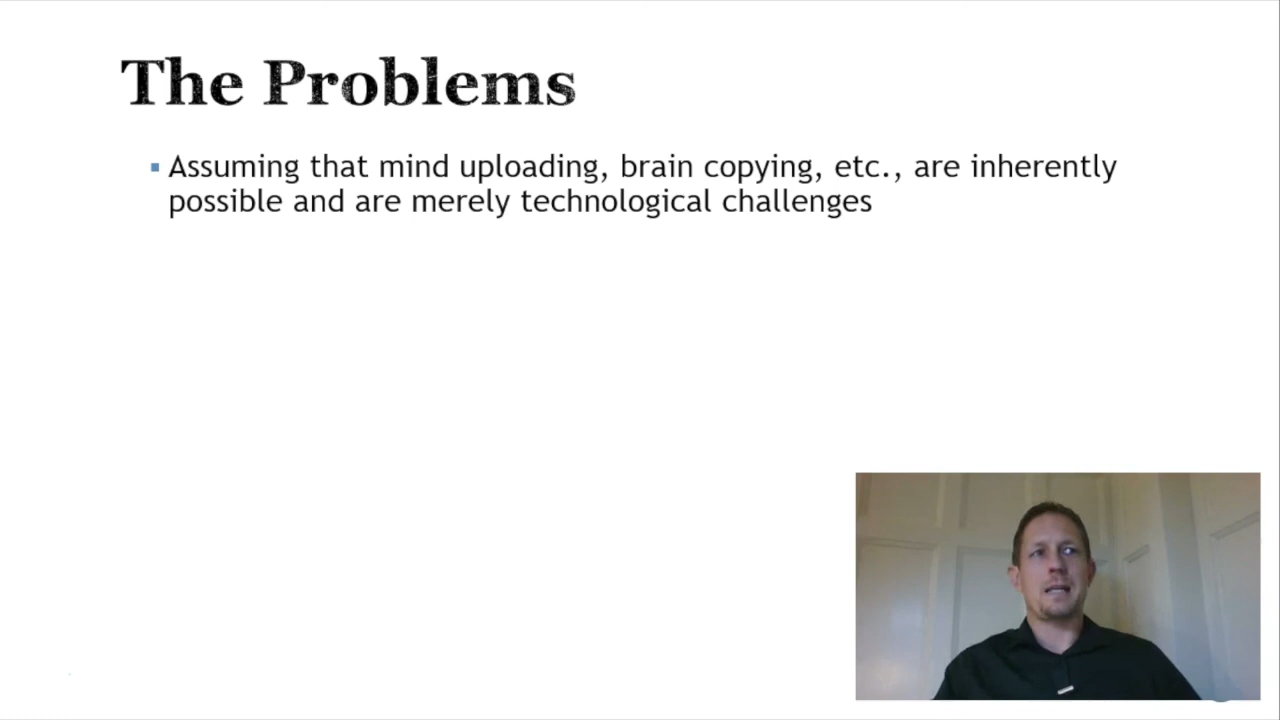 The Problems
Assuming that mind uploading, brain copying, etc., are inherently
possible and are merely technological challenges